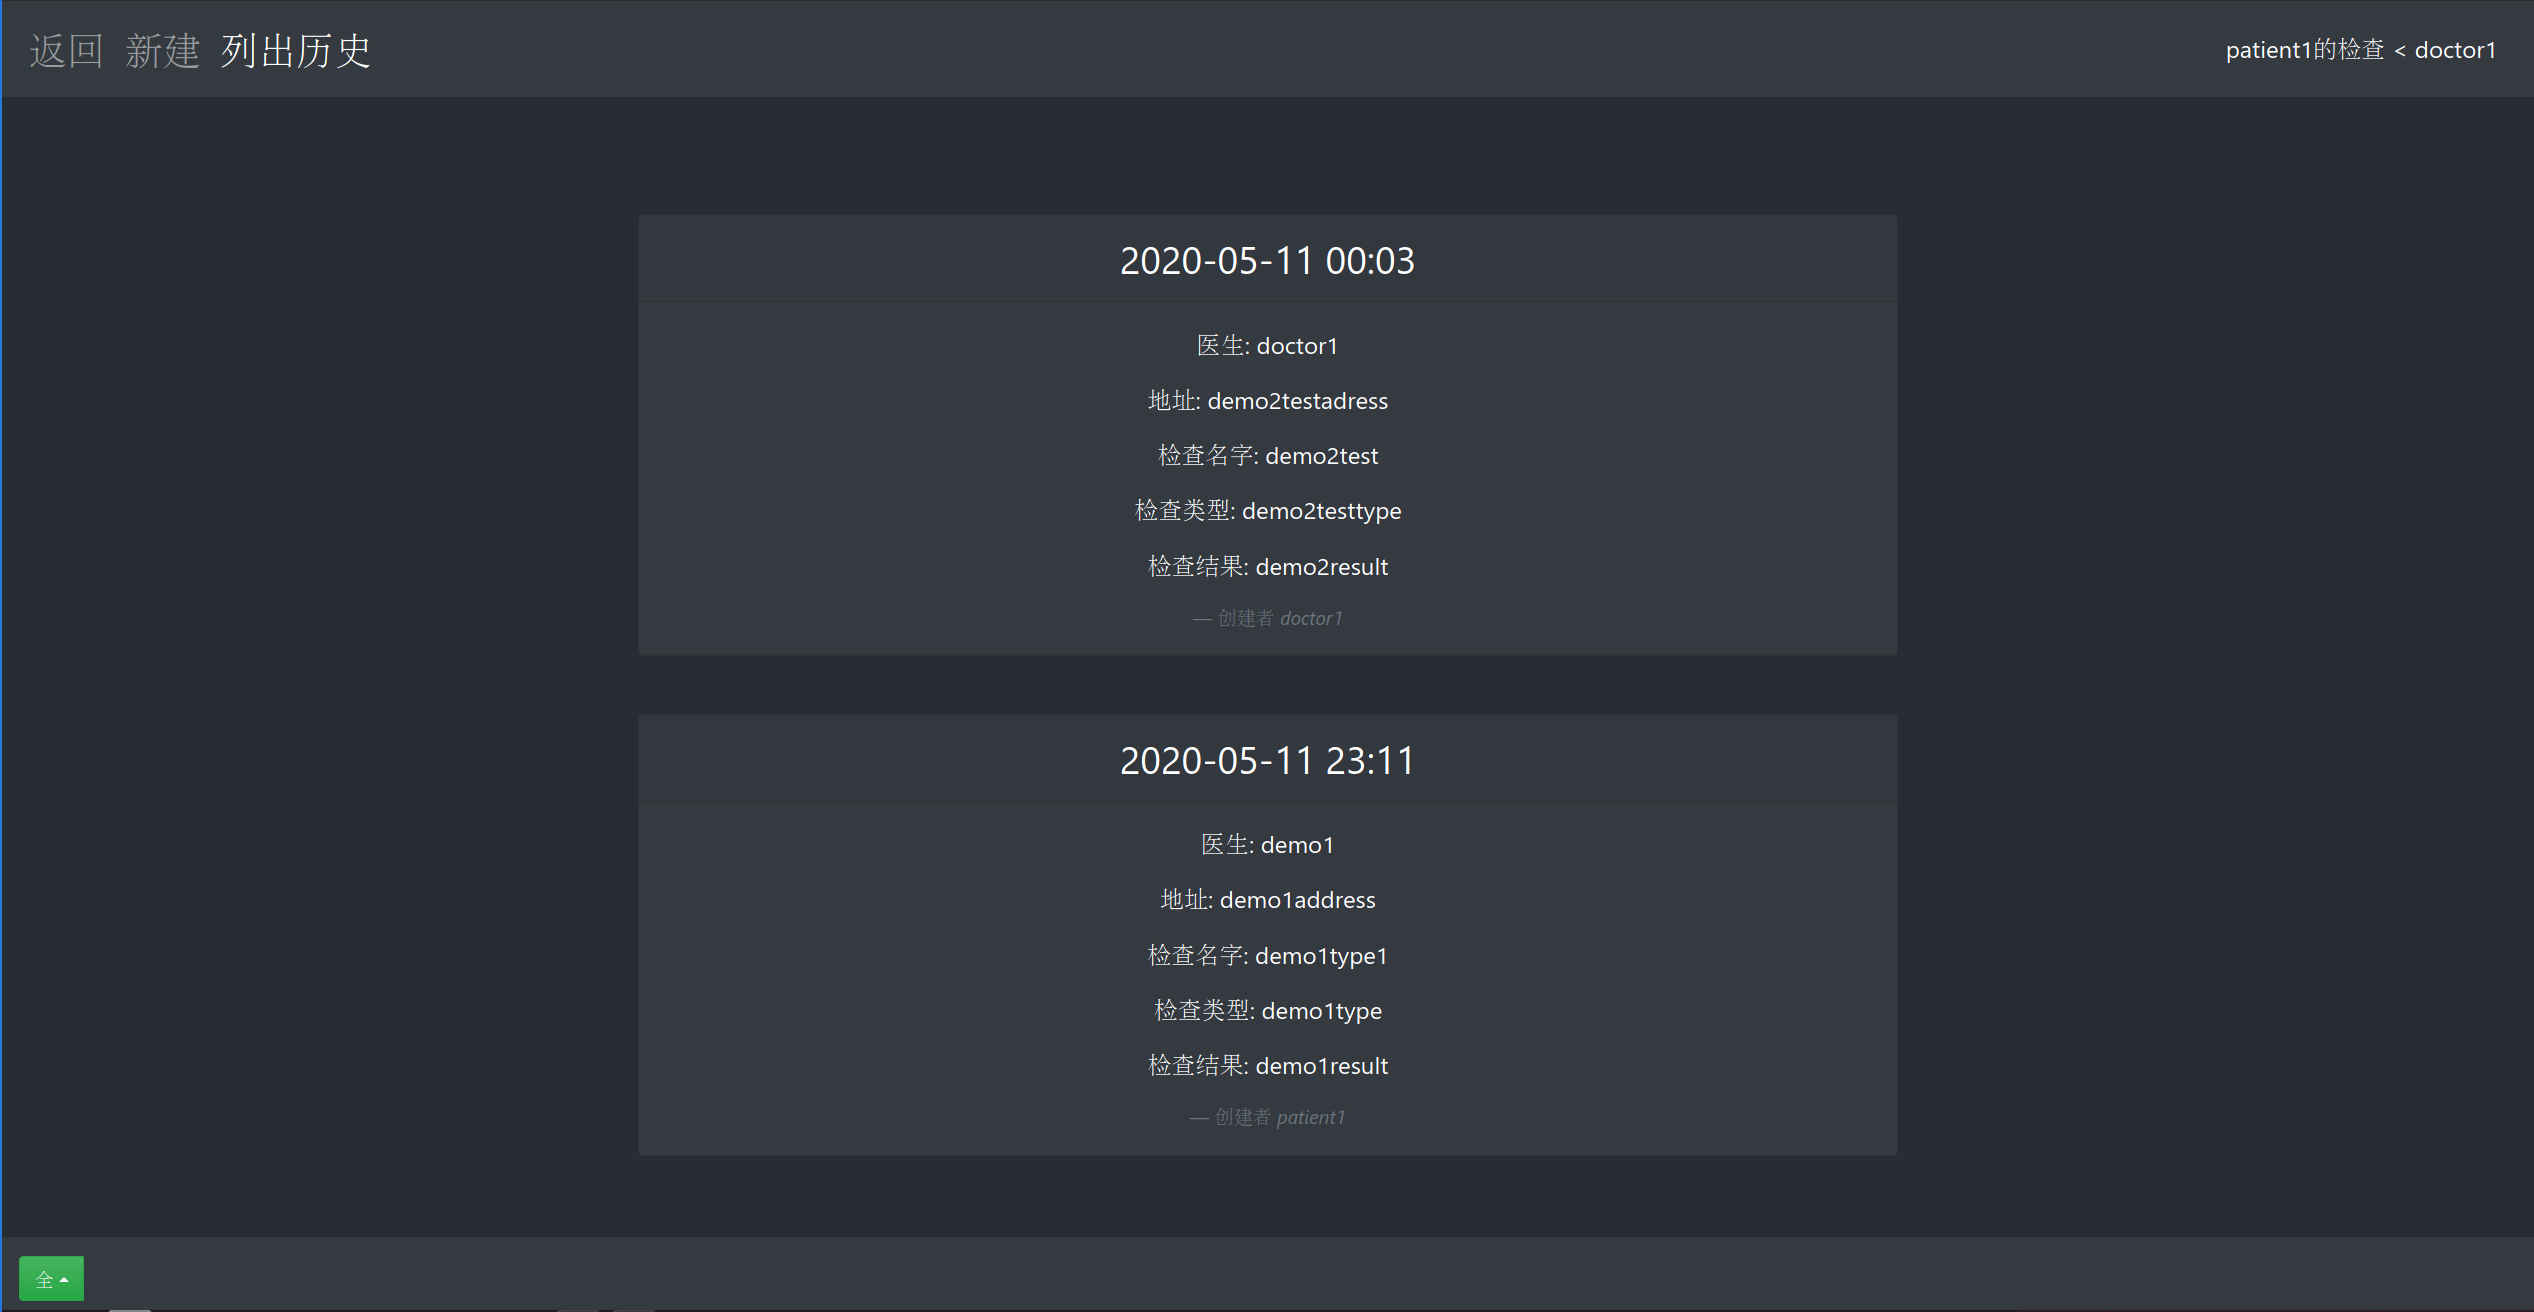 返回 新建 列出历史
patient1的检查 < doctor1
2020-05-11 00:03
医生: doctor1
地址: demo2testadress
检查名字: demo2test
检查类型: demo2testtype
检查结果: demo2result
— 创建者 doctor1
2020-05-11 23:11
医生: demo1
地址: demo1address
检查名字: demo1type1
检查类型: demo1type
检查结果: demo1result
— 创建者 patient1
全